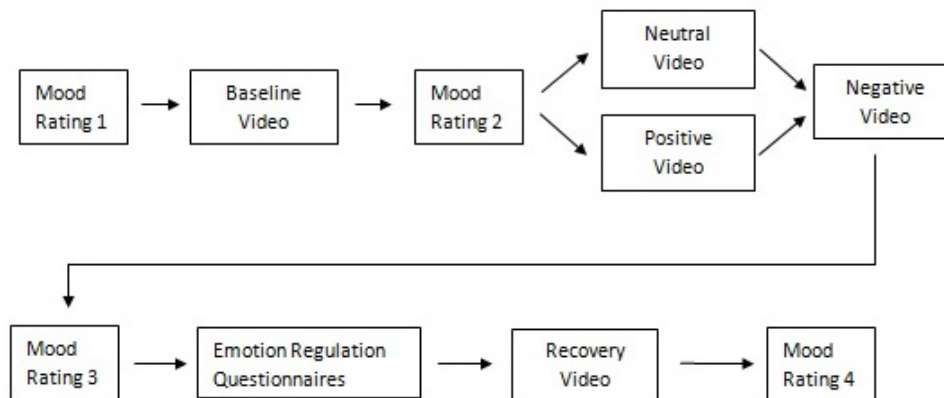 Mood
Rating 1
Baseline
Video
Mood
Rating 2
Neutral
Video
Positive
Video
Negative
Video
Mood
Rating 3
Emotion Regulation
Questionnaires
Recovery
Video
Mood
Rating 4